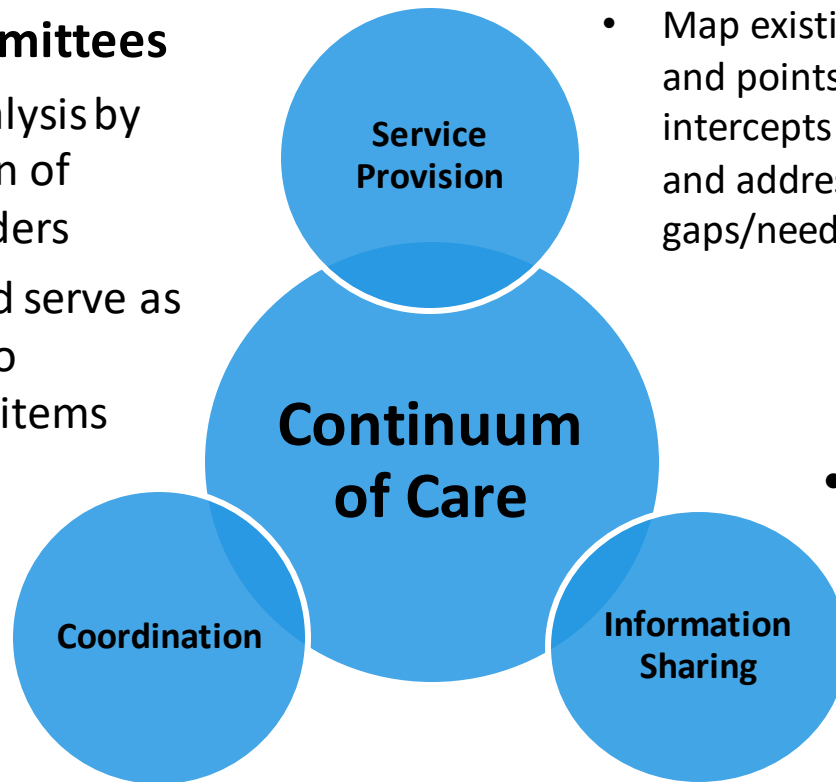 mmittees
alysis by
n of
ders
d serve as
o
items
• Map existi
and points
intercepts
and addres
gaps/need
Service
Provision
Continuum
of Care
•
Coordination
Information
Sharing